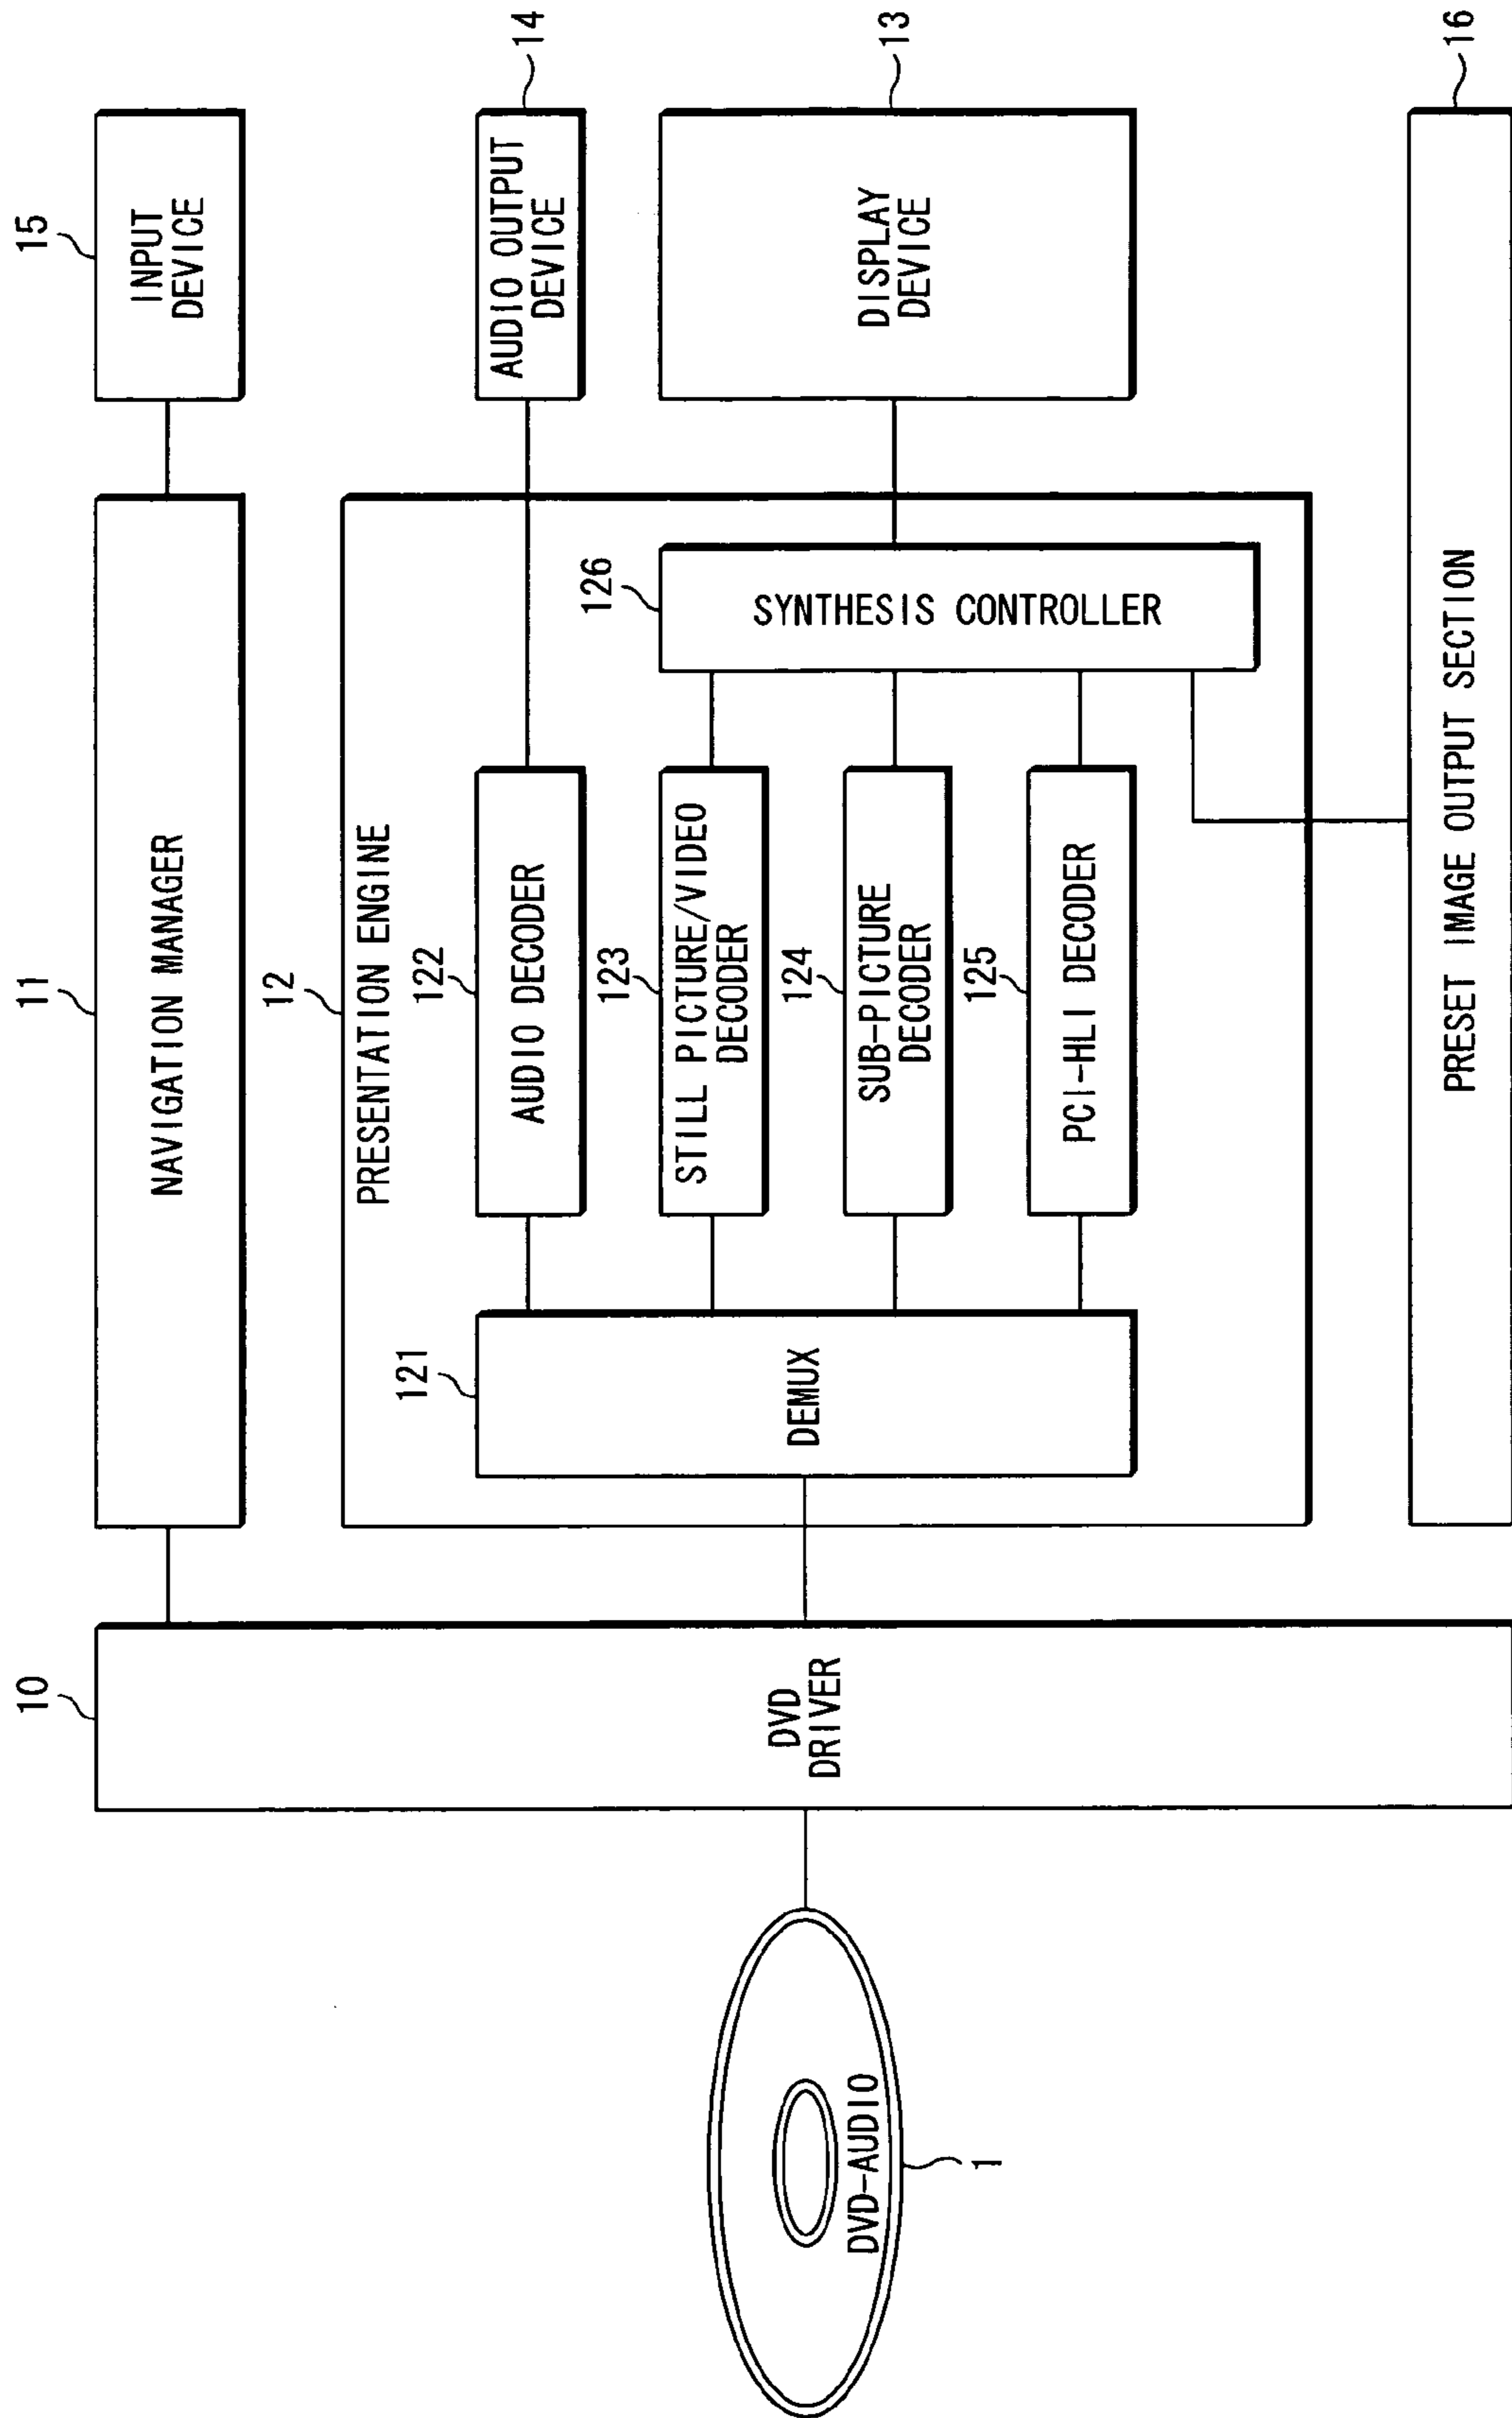 10
DVD
DRIVER
DVD-AUDIO
1
11
NAVIGATION MANAGER
15
INPUT
DEVICE
12
PRESENTATION ENGINE
121
DEMUX
122
AUDIO DECODER
123
STILL PICTURE/VIDEO
DECODER
124
SUB-PICTURE
DECODER
125
PCI-HLI DECODER
126
SYNTHESIS CONTROLLER
AUDIO OUTPUT
DEVICE
14
DISPLAY
DEVICE
13
PRESET IMAGE OUTPUT SECTION
16